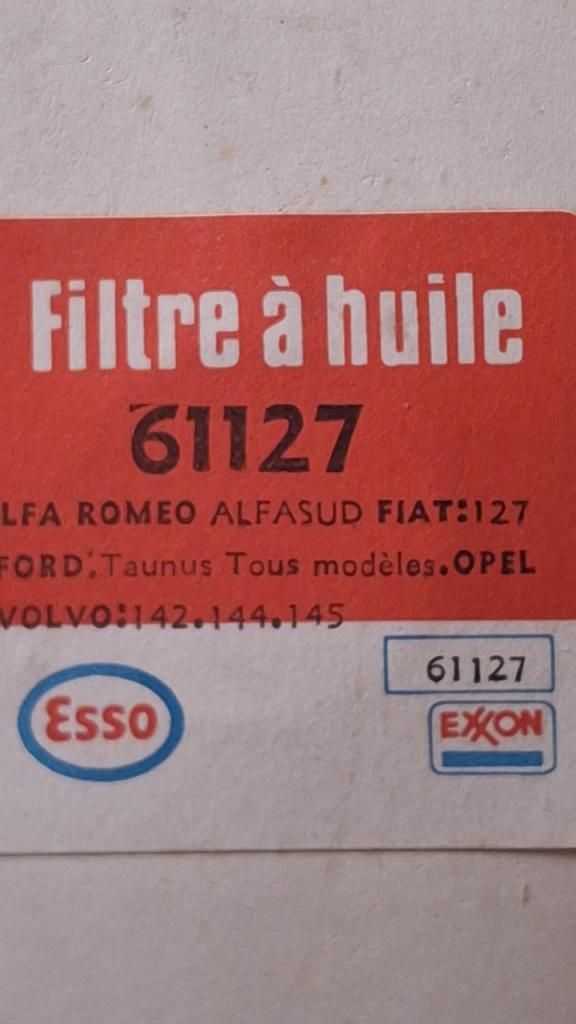 Filtre à huile
61127
LFA ROMEO ALFASUD FIAT:127
FORD:Taunus Tous modèles.OPEL
VOLVO:142.144.145
61127
Esso
EXXON